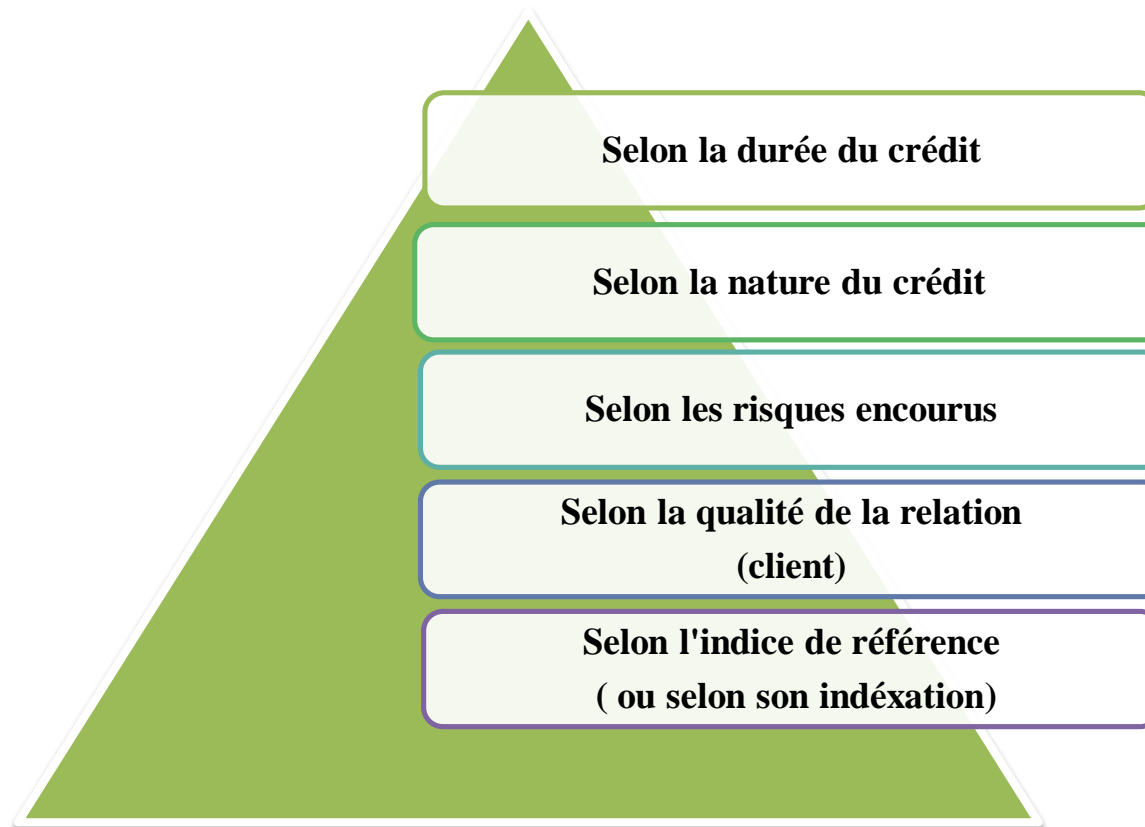 Selon la durée du crédit
Selon la nature du crédit
Selon les risques encourus
Selon la qualité de la relation
(client)
Selon l'indice de référence
( ou selon son indéxation)